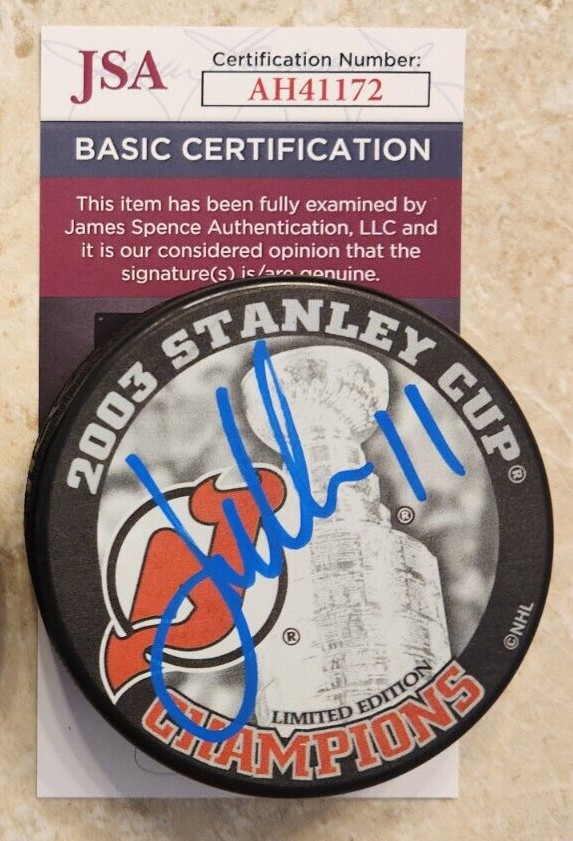 JSA
Certification Number:
AH41172
BASIC CERTIFICATION
This item has been fully examined by
James Spence Authentication, LLC and
it is our considered opinion that the
signature(s) is/are genuine.
2003 STANLEY CUP®
11
®
®
©NHL
LIMITED EDITION
CHAMPIONS